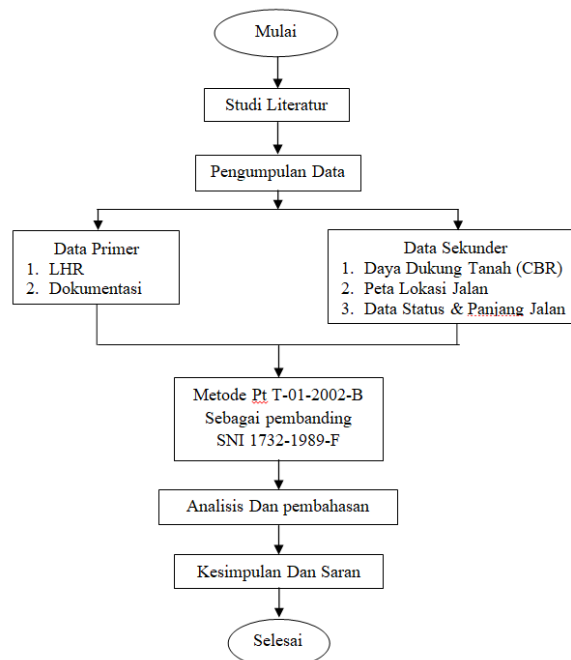 Mulai
Studi Literatur
Pengumpulan Data
Data Primer
1. LHR
2. Dokumentasi
Data Sekunder
1. Daya Dukung Tanah (CBR)
2. Peta Lokasi Jalan
3. Data Status & Panjang Jalan
Metode Pt T-01-2002-B
Sebagai pembanding
SNI 1732-1989-F
Analisis Dan pembahasan
Kesimpulan Dan Saran
Selesai